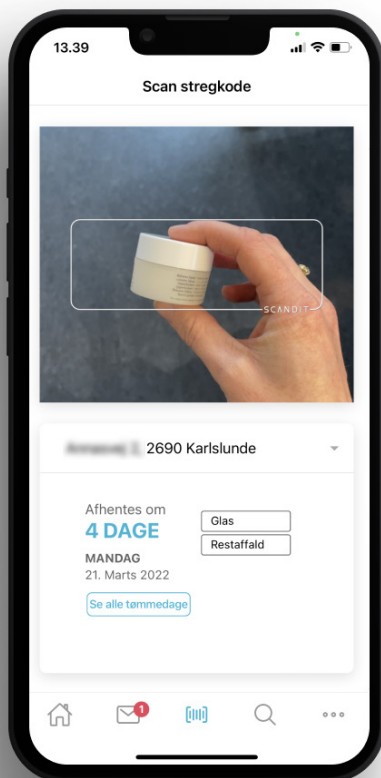 13.39
Scan stregkode
SCANDIT
2690 Karlslunde
Afhentes om
4 DAGE
MANDAG
21. Marts 2022
Glas
Restaffald
Se alle tømmedage
1